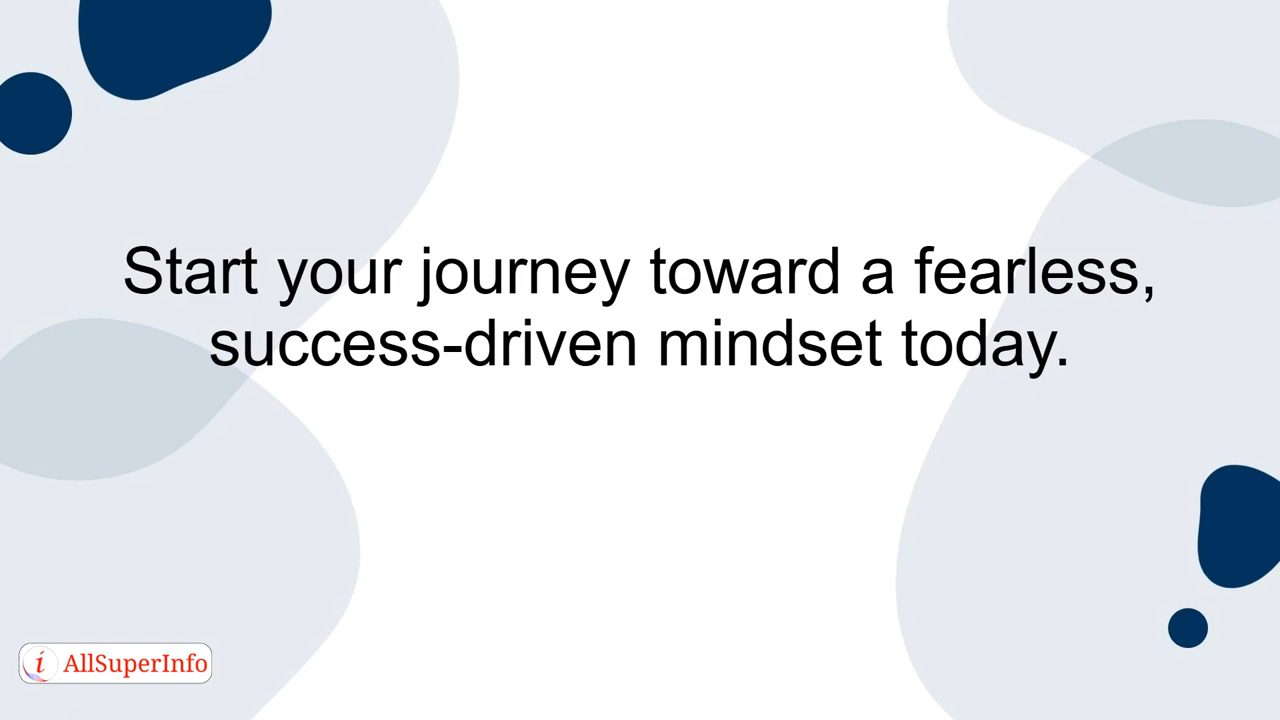 Start your journey toward a fearless,
success-driven mindset today.
i AllSuperInfo